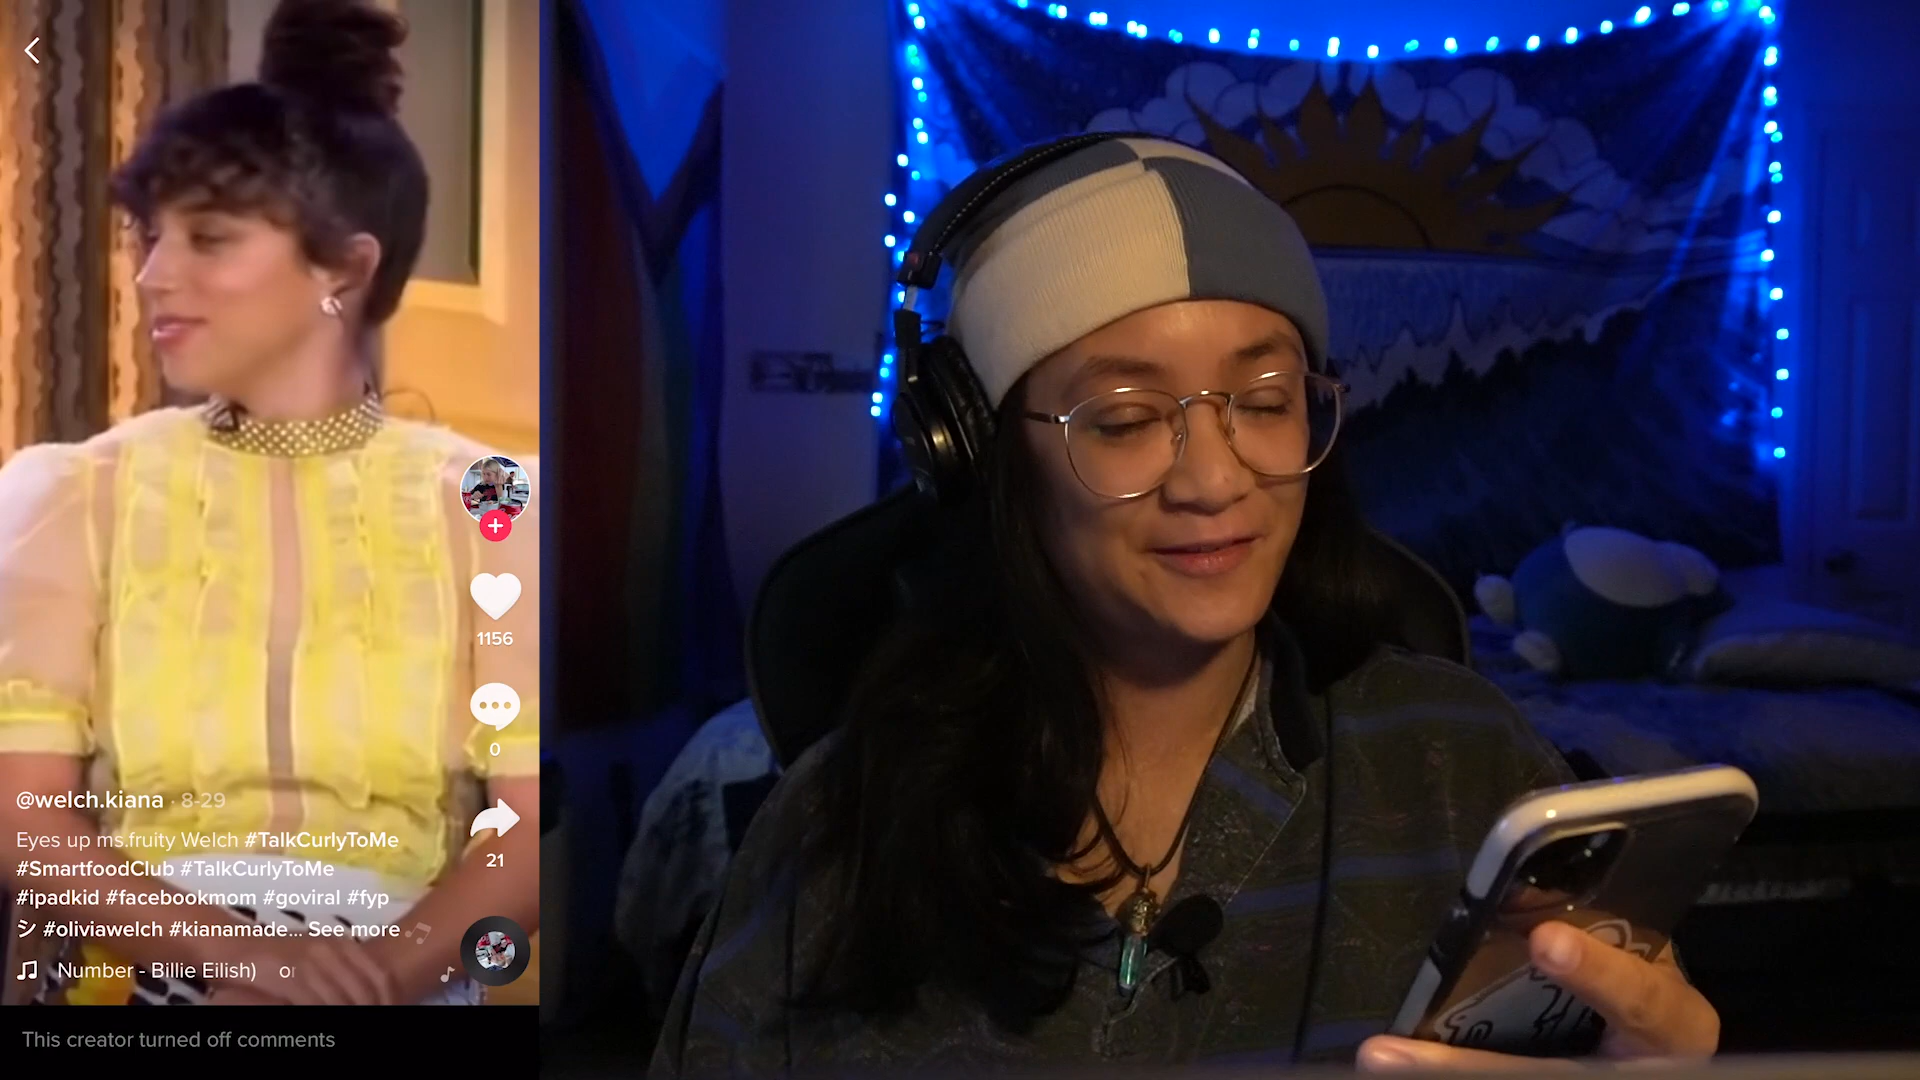 1156
0
@welch.kiana · 8-29
Eyes up ms.fruity Welch #TalkCurlyToMe
#SmartfoodClub #TalkCurlyToMe
#ipadkid #facebookmom #goviral #fyp
シ #oliviawelch #kianamade... See more
21
Number - Billie Eilish) or
This creator turned off comments